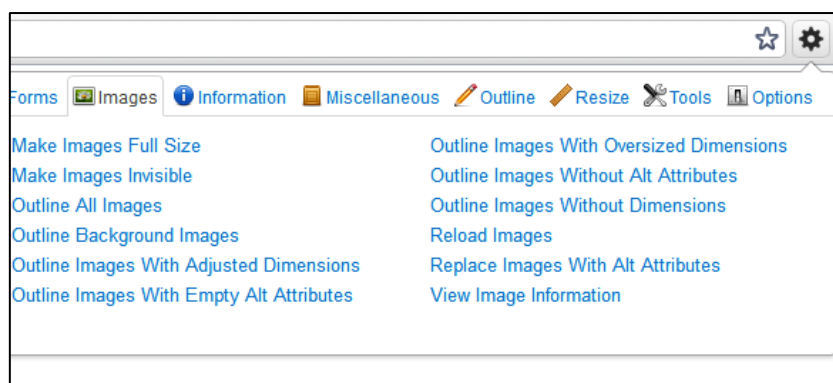 Forms Images Information Miscellaneous Outline Resize Tools Options
Make Images Full Size
Make Images Invisible
Outline All Images
Outline Background Images
Outline Images With Adjusted Dimensions
Outline Images With Empty Alt Attributes
Outline Images With Oversized Dimensions
Outline Images Without Alt Attributes
Outline Images Without Dimensions
Reload Images
Replace Images With Alt Attributes
View Image Information